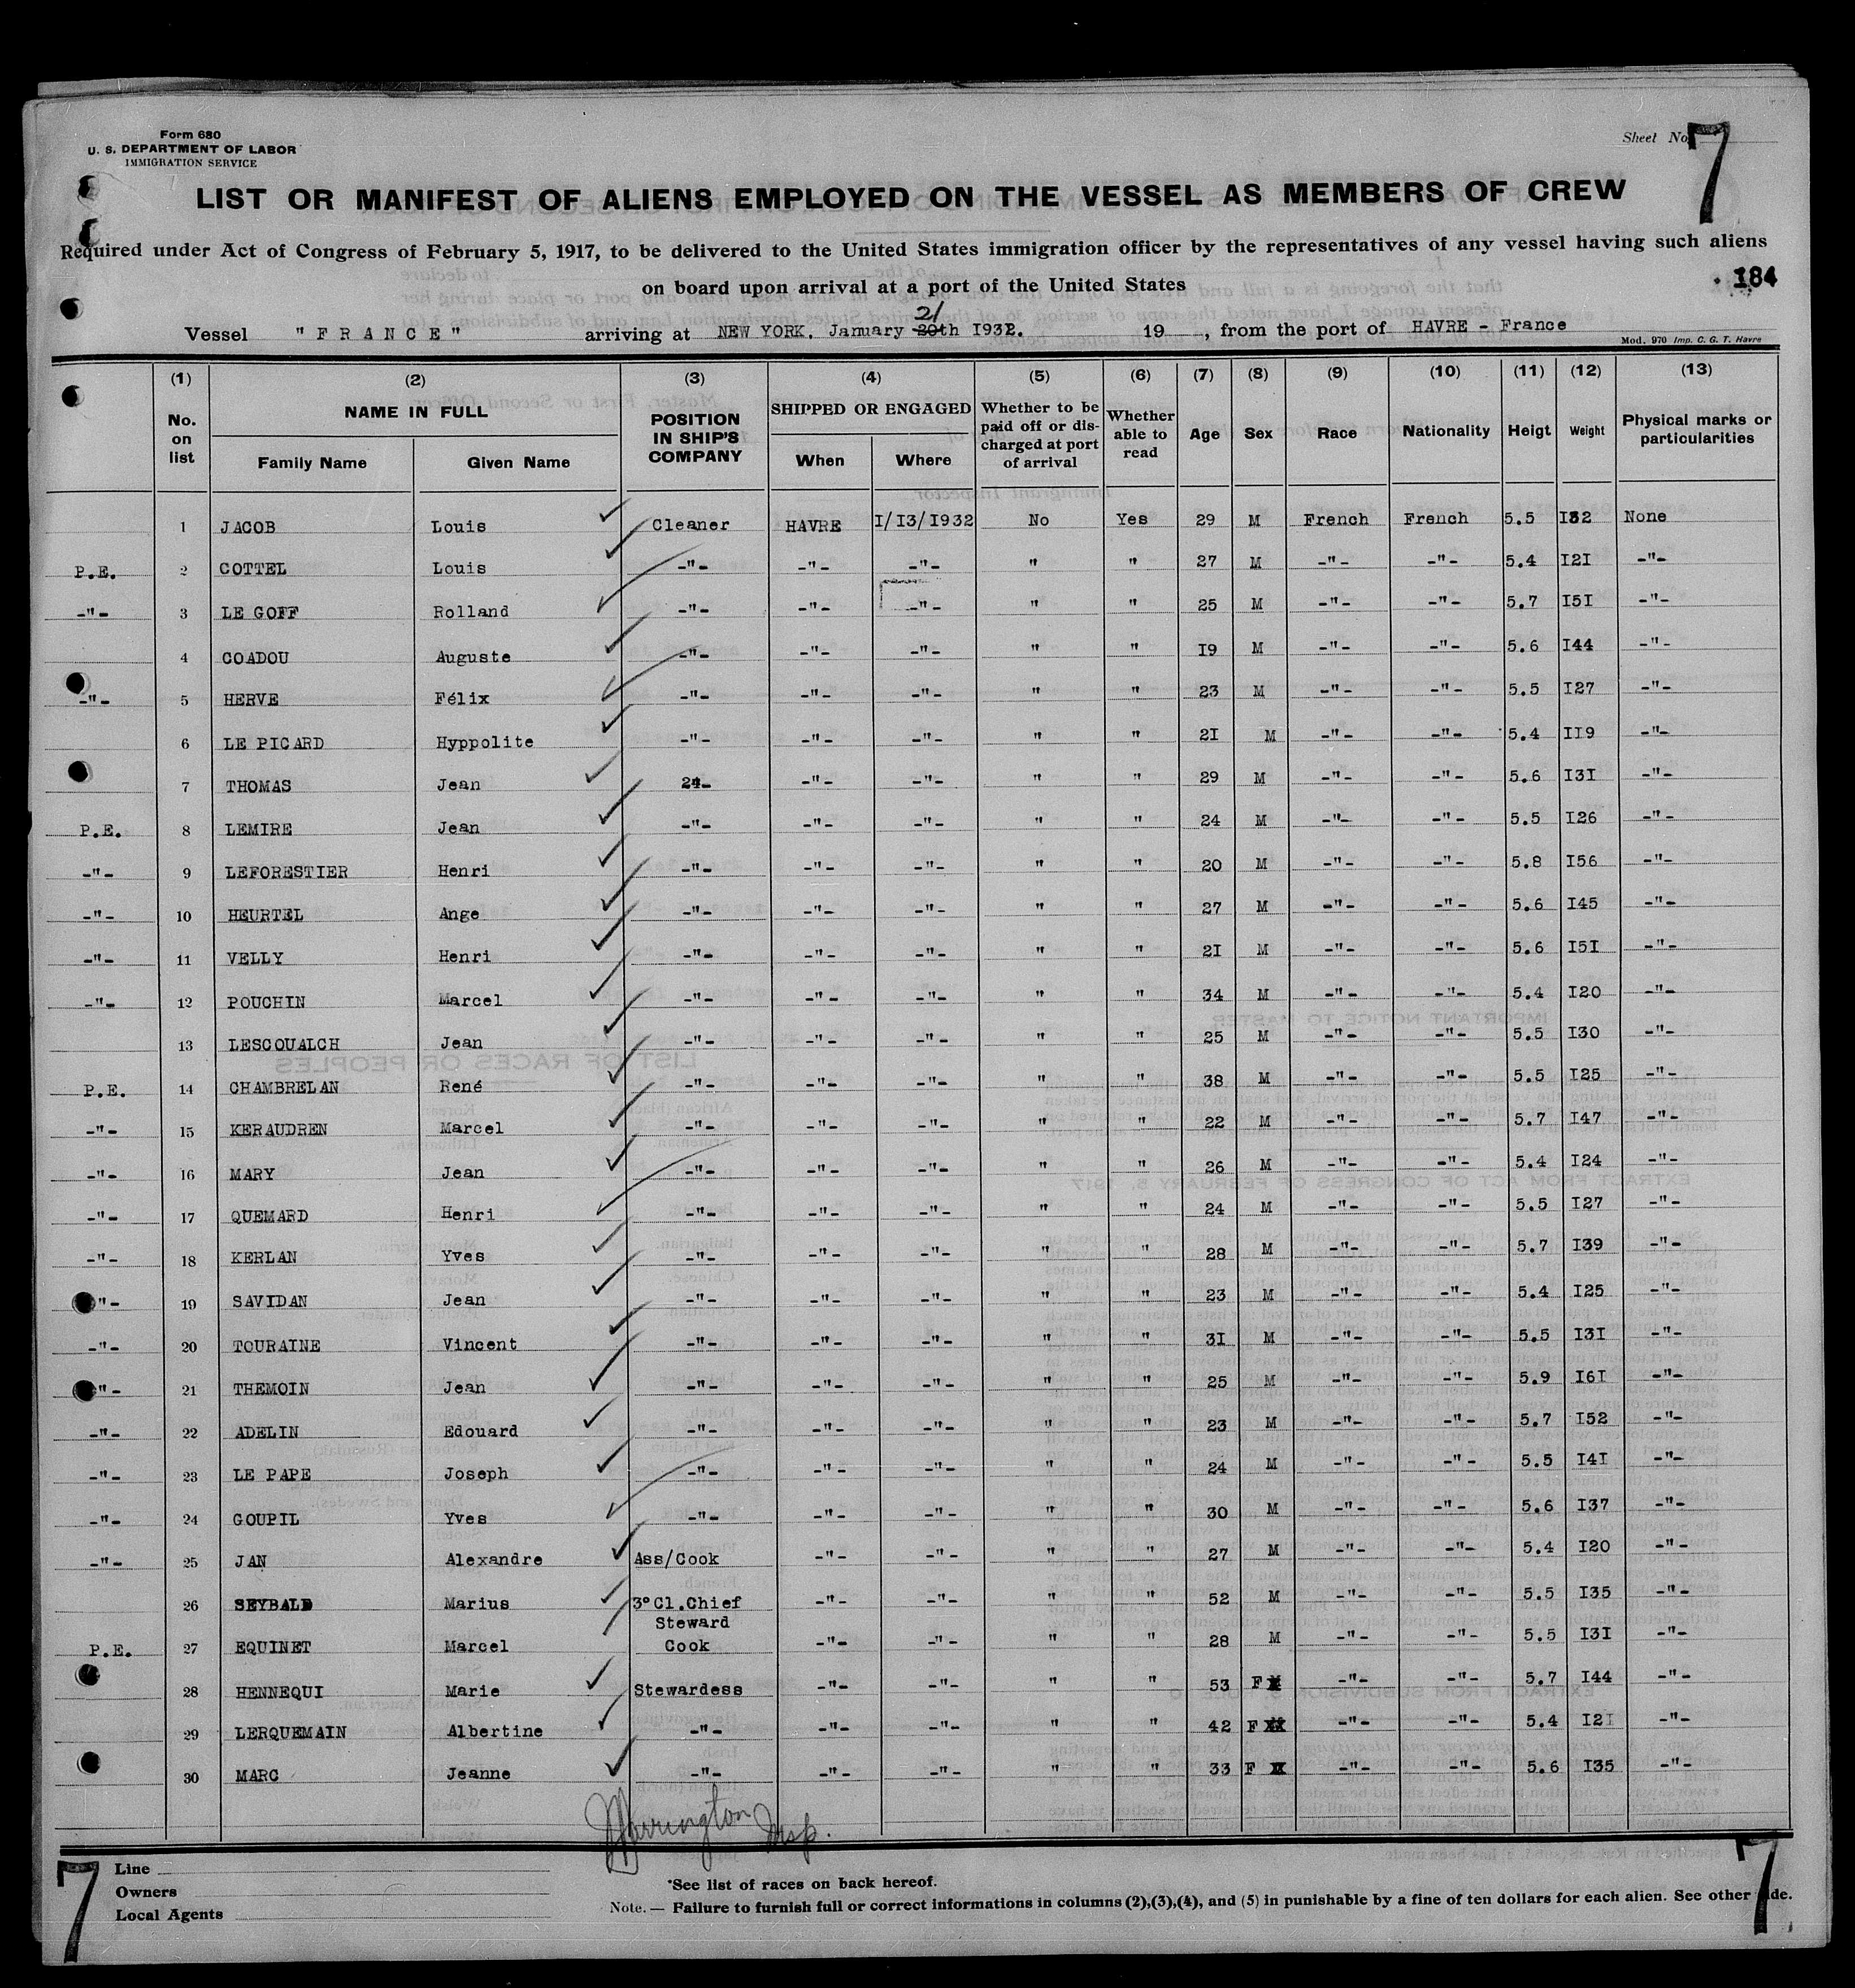 Form 680
U. S. DEPARTMENT OF LABOR
IMMIGRATION SERVICE
Sheet No. 7
LIST OR MANIFEST OF ALIENS EMPLOYED ON THE VESSEL AS MEMBERS OF CREW
Required under Act of Congress of February 5, 1917, to be delivered to the United States immigration officer by the representatives of any vessel having such aliens
on board upon arrival at a port of the United States
184
21
Vessel "FRANCE" arriving at NEW YORK. January 20th 1932. 19 , from the port of HAVRE - France
Mod. 970 Imp. C. G. T. Havre
(1) (2) (3) (4) (5) (6) (7) (8) (9) (10) (11) (12) (13)
No. on list NAME IN FULL Family Name Given Name POSITION IN SHIP'S COMPANY SHIPPED OR ENGAGED When Where Whether to be paid off or discharged at port of arrival Whether able to read Age Sex Race Nationality Heigt Weight Physical marks or particularities
1 JACOB Louis Cleaner HAVRE I/I3/I932 No Yes 29 M French French 5.5 I32 None
P.E. 2 COTTEL Louis -"- -"- -"- " " 27 M -"- -"- 5.4 I2I -"-
-"- 3 LE GOFF Rolland -"- -"- -"- " " 25 M -"- -"- 5.7 I5I -"-
4 COADOU Auguste -"- -"- -"- " " I9 M -"- -"- 5.6 I44 -"-
-"- 5 HERVE Félix -"- -"- -"- " " 23 M -"- -"- 5.5 I27 -"-
6 LE PICARD Hyppolite -"- -"- -"- " " 2I M -"- -"- 5.4 II9 -"-
7 THOMAS Jean 24- -"- -"- " " 29 M -"- -"- 5.6 I3I -"-
P.E. 8 LEMIRE Jean -"- -"- -"- " " 24 M -"- -"- 5.5 I26 -"-
-"- 9 LEFORESTIER Henri -"- -"- -"- " " 20 M -"- -"- 5.8 I56 -"-
-"- 10 HEURTEL Ange -"- -"- -"- " " 27 M -"- -"- 5.6 I45 -"-
-"- 11 VELLY Henri -"- -"- -"- " " 2I M -"- -"- 5.6 I5I -"-
-"- 12 POUCHIN Marcel -"- -"- -"- " " 34 M -"- -"- 5.4 I20 -"-
13 LESCOUALCH Jean -"- -"- -"- " " 25 M -"- -"- 5.5 I30 -"-
P.E. 14 CHAMBRELAN René -"- -"- -"- " " 38 M -"- -"- 5.5 I25 -"-
-"- 15 KERAUDREN Marcel -"- -"- -"- " " 22 M -"- -"- 5.7 I47 -"-
-"- 16 MARY Jean -"- -"- -"- " " 26 M -"- -"- 5.4 I24 -"-
-"- 17 QUEMARD Henri -"- -"- -"- " " 24 M -"- -"- 5.5 I27 -"-
-"- 18 KERLAN Yves -"- -"- -"- " " 28 M -"- -"- 5.7 I39 -"-
"- 19 SAVIDAN Jean -"- -"- -"- " " 23 M -"- -"- 5.4 I25 -"-
-"- 20 TOURAINE Vincent -"- -"- -"- " " 3I M -"- -"- 5.5 I3I -"-
"- 21 THEMOIN Jean -"- -"- -"- " " 25 M -"- -"- 5.9 I6I -"-
-"- 22 ADELIN Edouard -"- -"- -"- " " 23 M -"- -"- 5.7 I52 -"-
-"- 23 LE PAPE Joseph -"- -"- -"- " " 24 M -"- -"- 5.5 I4I -"-
-"- 24 GOUPIL Yves -"- -"- -"- " " 30 M -"- -"- 5.6 I37 -"-
-"- 25 JAN Alexandre Ass/Cook -"- -"- " " 27 M -"- -"- 5.4 I20 -"-
26 SEYBALD Marius 3° Cl.Chief Steward -"- -"- " " 52 M -"- -"- 5.5 I35 -"-
P.E. 27 EQUINET Marcel Cook -"- -"- " " 28 M -"- -"- 5.5 I3I -"-
28 HENNEQUI Marie Stewardess -"- -"- " " 53 F -"- -"- 5.7 I44 -"-
29 LERQUEMAIN Albertine -"- -"- -"- " " 42 F -"- -"- 5.4 I2I -"-
30 MARC Jeanne -"- -"- -"- " " 33 F -"- -"- 5.6 I35 -"-
Harrington Insp.
7 7
Line
Owners
Local Agents
*See list of races on back hereof.
Note. — Failure to furnish full or correct informations in columns (2),(3),(4), and (5) in punishable by a fine of ten dollars for each alien. See other side.